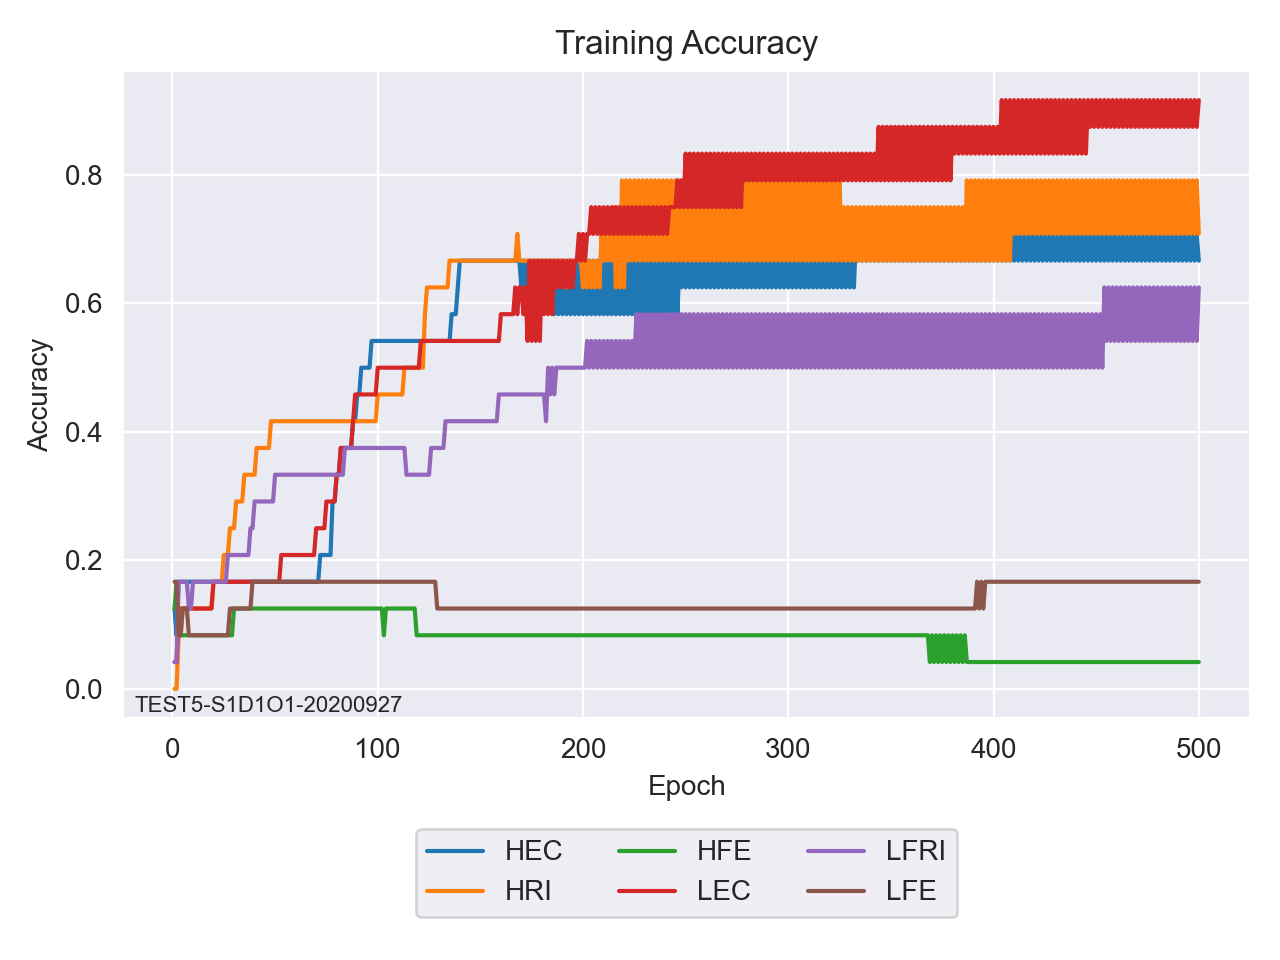 Training Accuracy
Accuracy
0.8
0.6
0.4
0.2
0.0
TEST5-S1D1O1-20200927
0 100 200 300 400 500
Epoch
HEC HFE LFRI
HRI LEC LFE